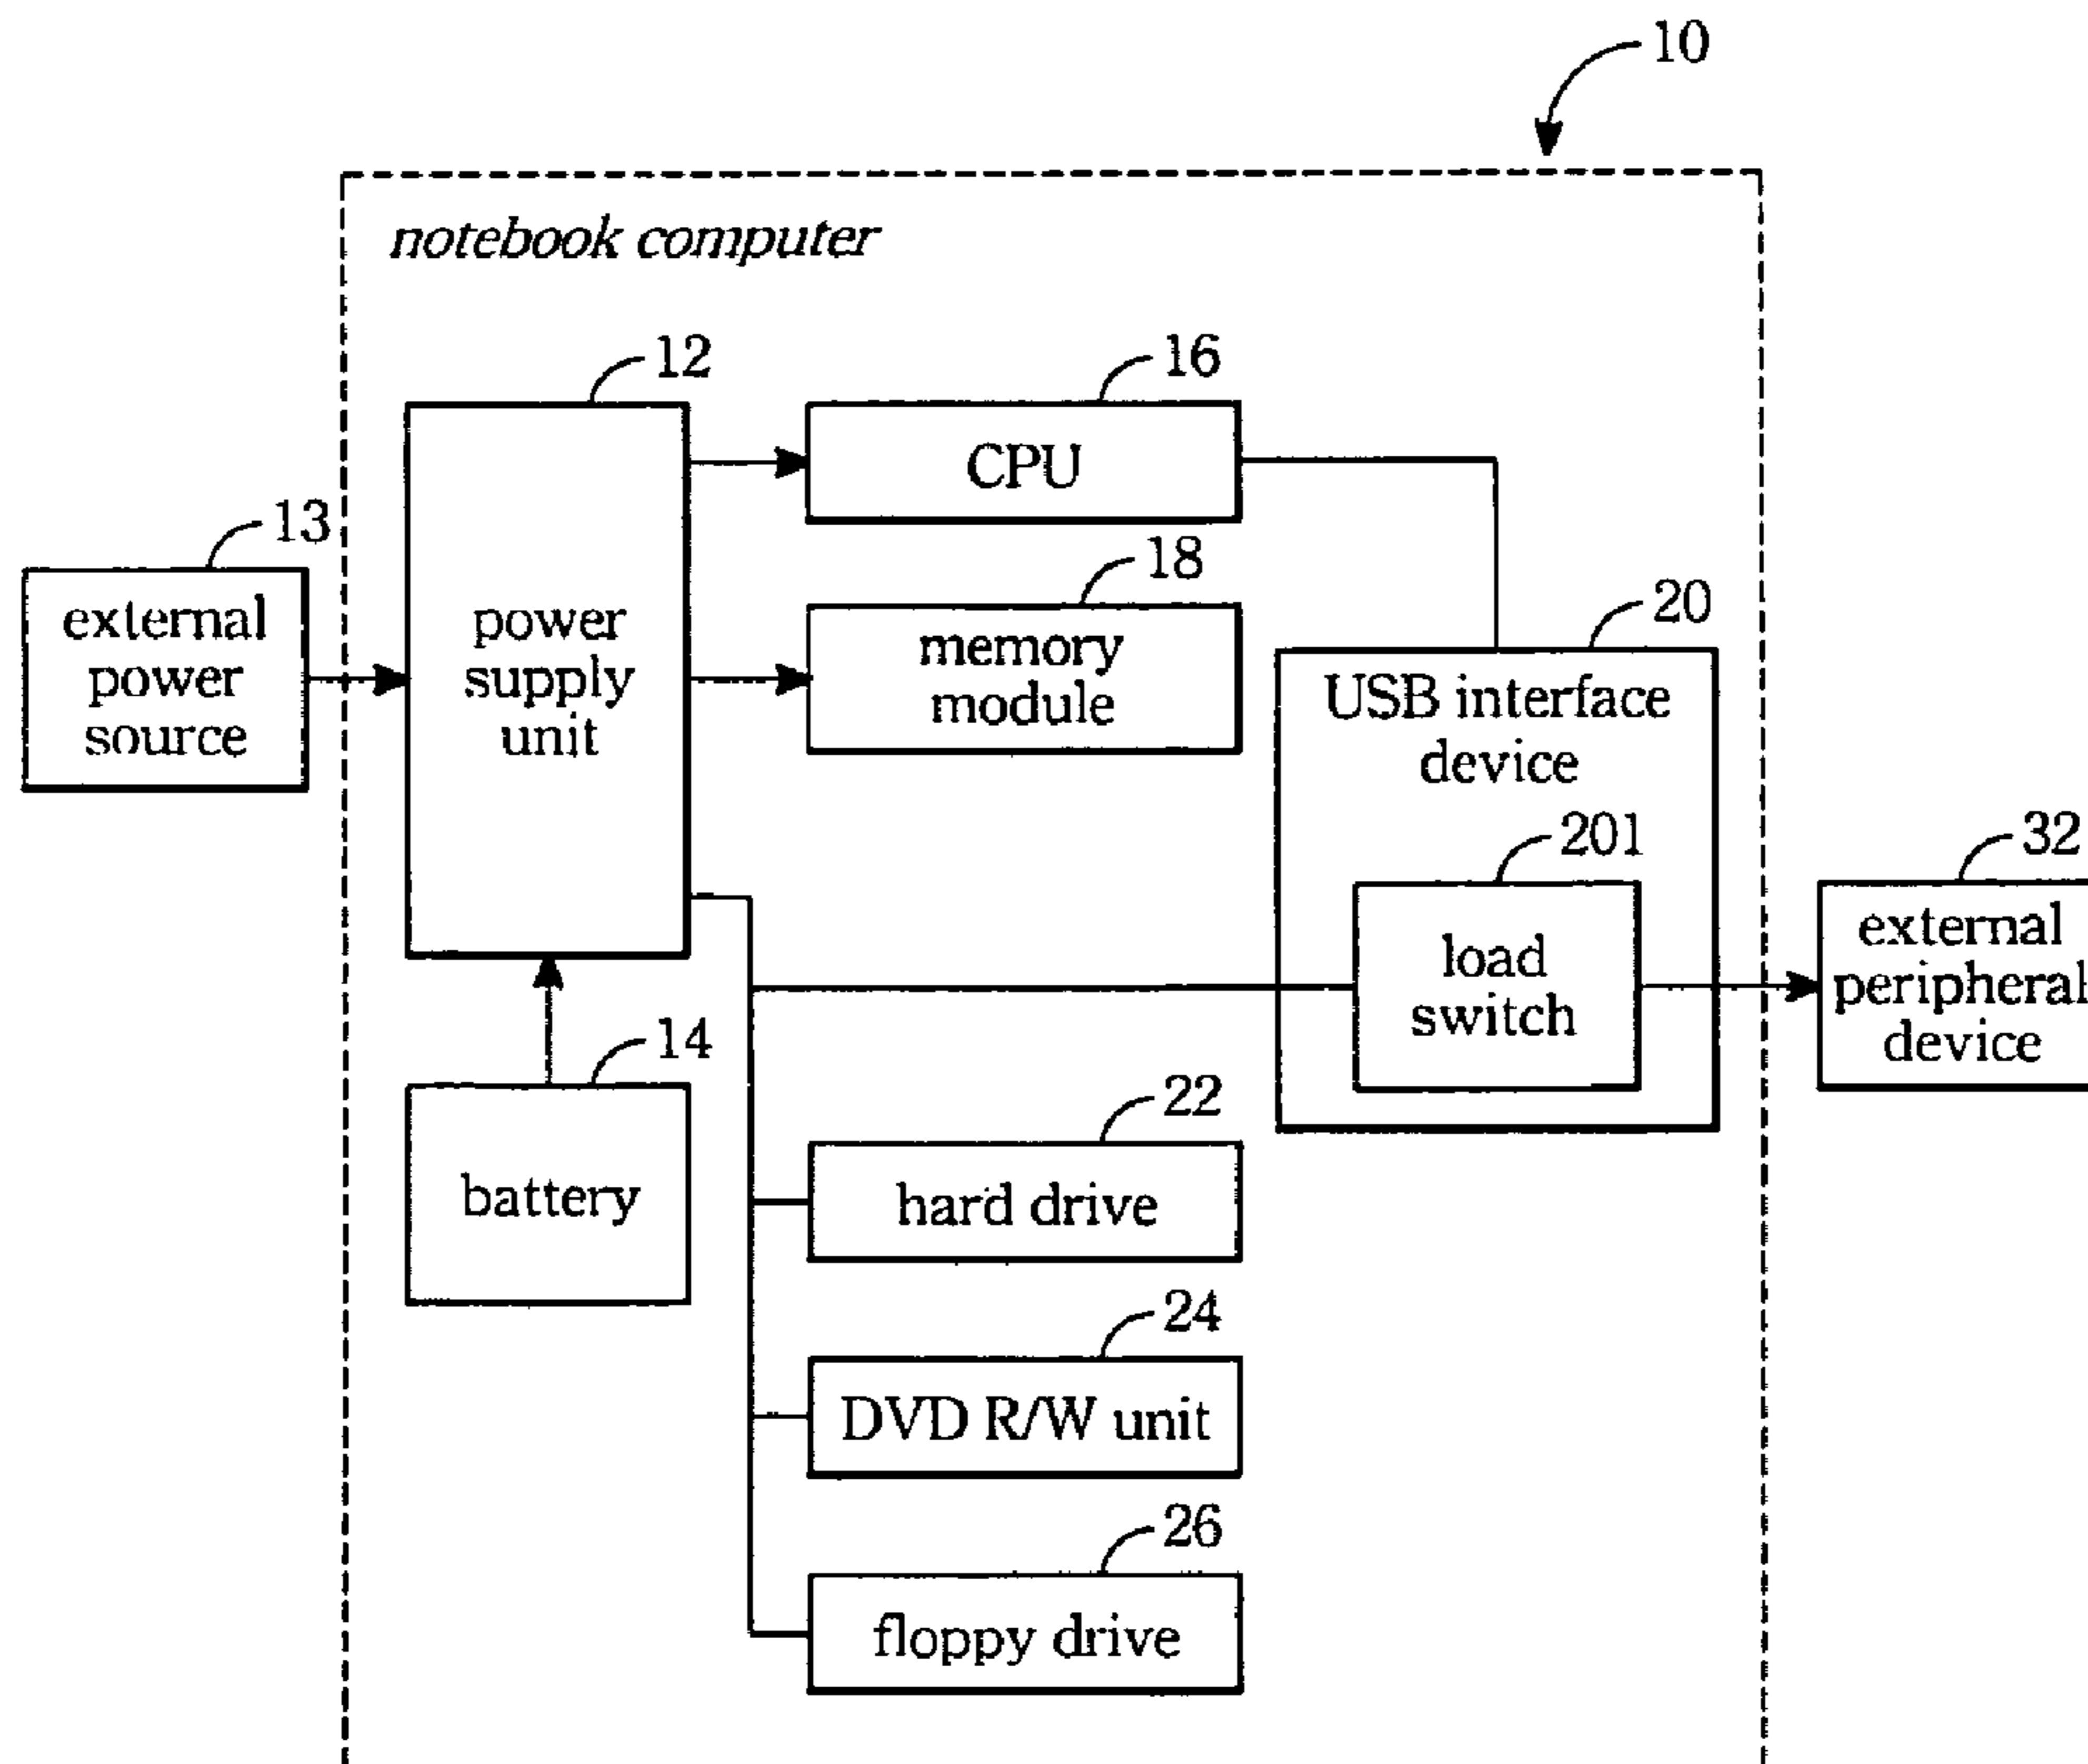 10
notebook computer
12
16
CPU
13
18
external
power
source
power
supply
unit
memory
module
20
USB interface
device
201
load
switch
32
external
peripheral
device
14
battery
22
hard drive
24
DVD R/W unit
26
floppy drive